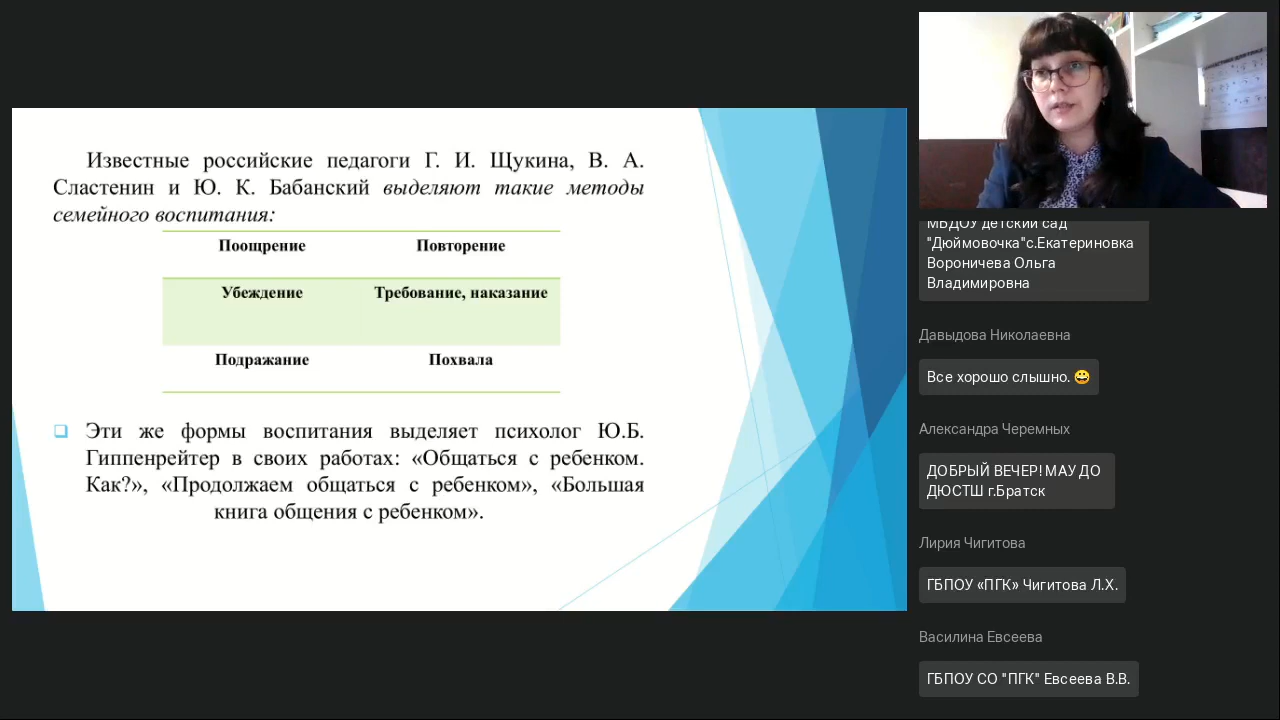 Известные российские педагоги Г. И. Щукина, В. А.
Сластенин и Ю. К. Бабанский выделяют такие методы
семейного воспитания:
Поощрение Повторение
Убеждение Требование, наказание
Подражание Похвала
Эти же формы воспитания выделяет психолог Ю.Б.
Гиппенрейтер в своих работах: «Общаться с ребенком.
Как?», «Продолжаем общаться с ребенком», «Большая
книга общения с ребенком».
МБДОУ детский сад
"Дюймовочка"с.Екатериновка
Вороничева Ольга
Владимировна
Давыдова Николаевна
Все хорошо слышно. 😀
Александра Черемных
ДОБРЫЙ ВЕЧЕР! МАУ ДО
ДЮСТШ г.Братск
Лирия Чигитова
ГБПОУ «ПГК» Чигитова Л.Х.
Василина Евсеева
ГБПОУ СО "ПГК" Евсеева В.В.